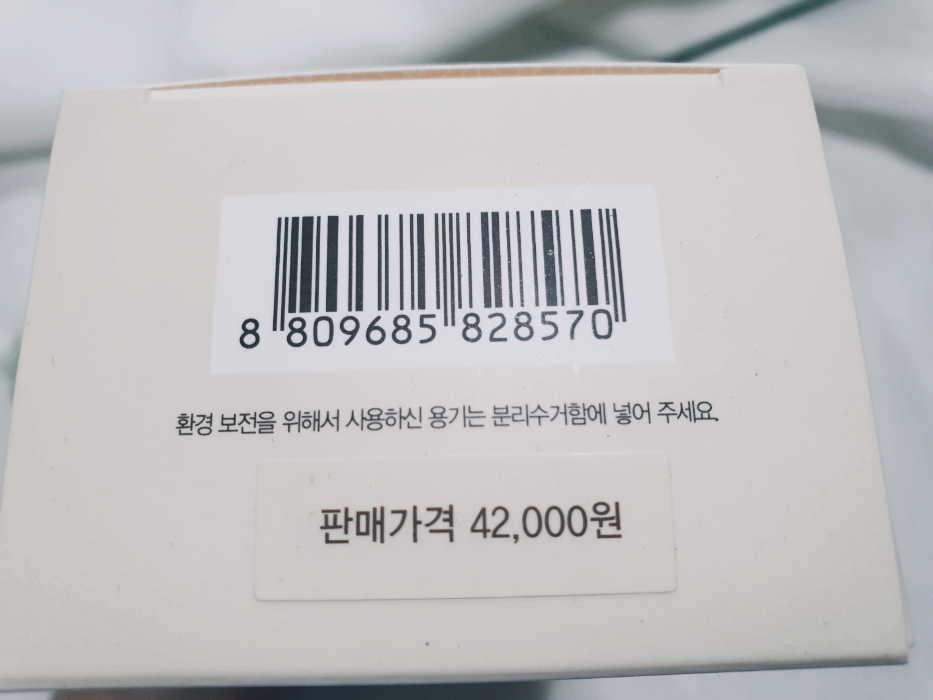 8 809685 828570
환경 보전을 위해서 사용하신 용기는 분리수거함에 넣어 주세요.
판매가격 42,000원